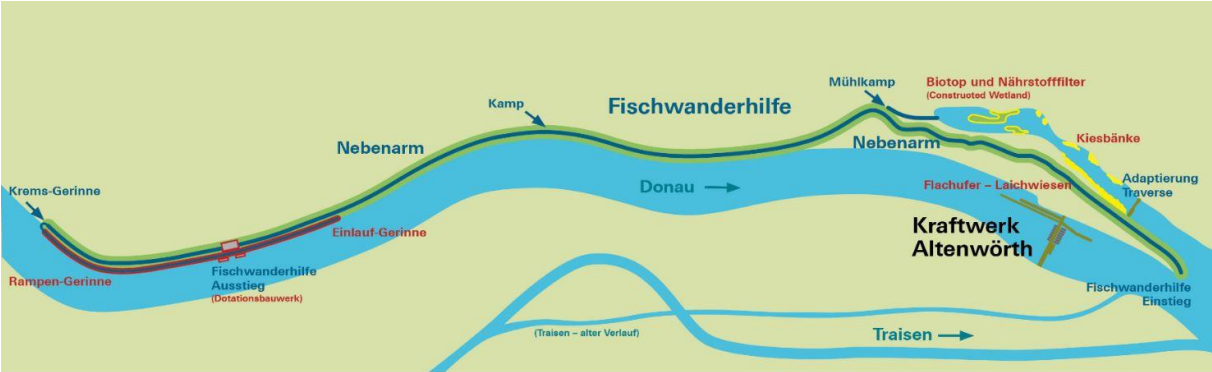 Mühlkamp
Biotop und Nährstofffilter
(Constructed Wetland)
Kamp
Fischwanderhilfe
Kiesbänke
Nebenarm
Nebenarm
Krems-Gerinne
Donau
Flachufer – Laichwiesen
Adaptierung
Traverse
Einlauf-Gerinne
Kraftwerk
Altenwörth
Rampen-Gerinne
Fischwanderhilfe
Ausstieg
(Dotationsbauwerk)
Fischwanderhilfe
Einstieg
(Traisen – alter Verlauf)
Traisen